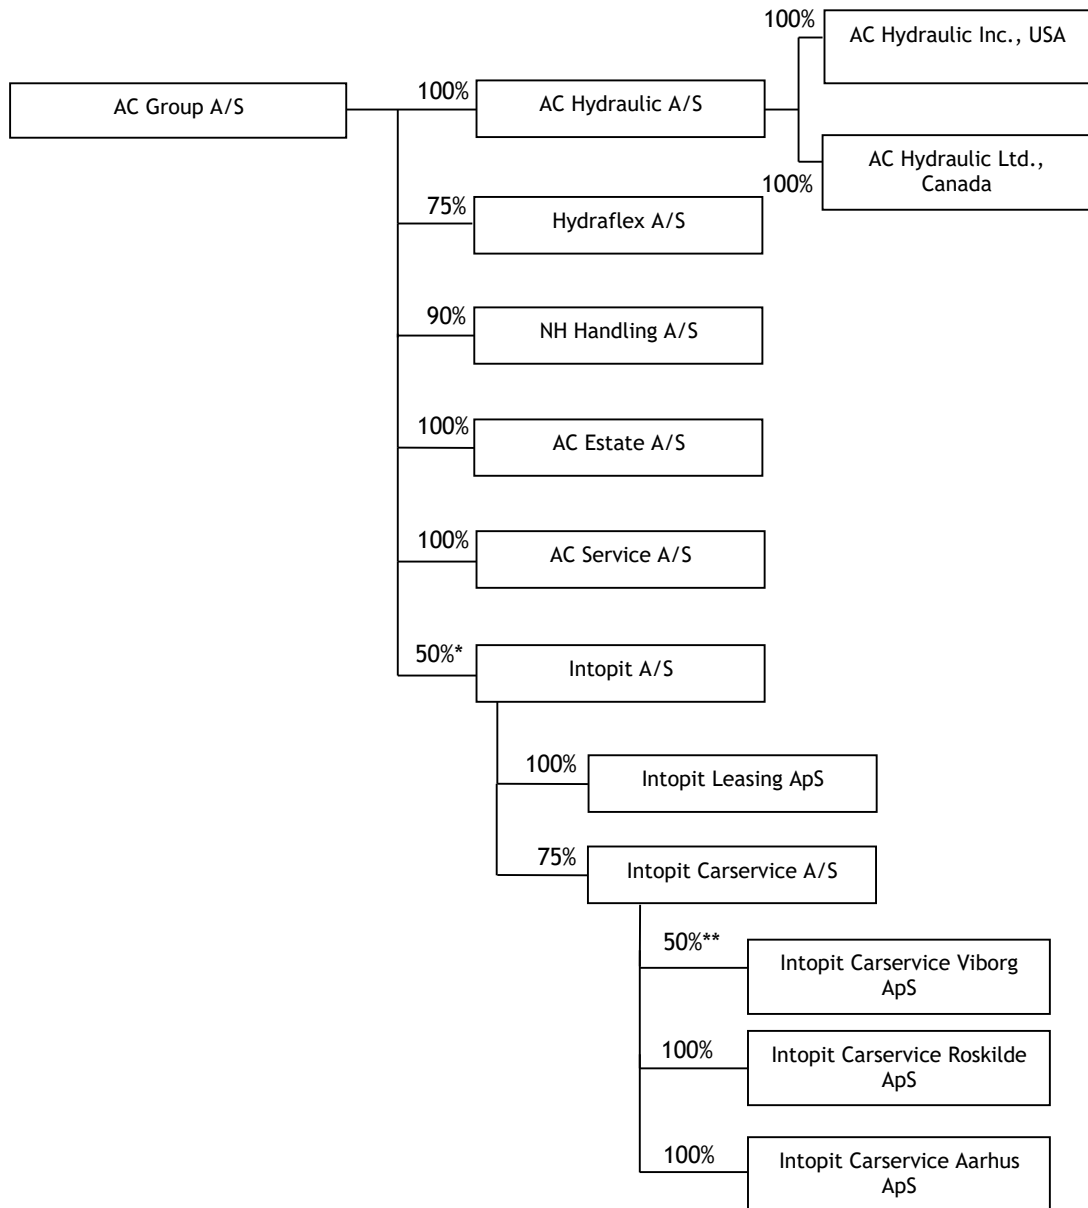 100%
AC Hydraulic Inc., USA
AC Group A/S
100%
AC Hydraulic A/S
100%
AC Hydraulic Ltd.,
Canada
75%
Hydraflex A/S
90%
NH Handling A/S
100%
AC Estate A/S
100%
AC Service A/S
50%*
Intopit A/S
100%
Intopit Leasing ApS
75%
Intopit Carservice A/S
50%**
Intopit Carservice Viborg
ApS
100%
Intopit Carservice Roskilde
ApS
100%
Intopit Carservice Aarhus
ApS